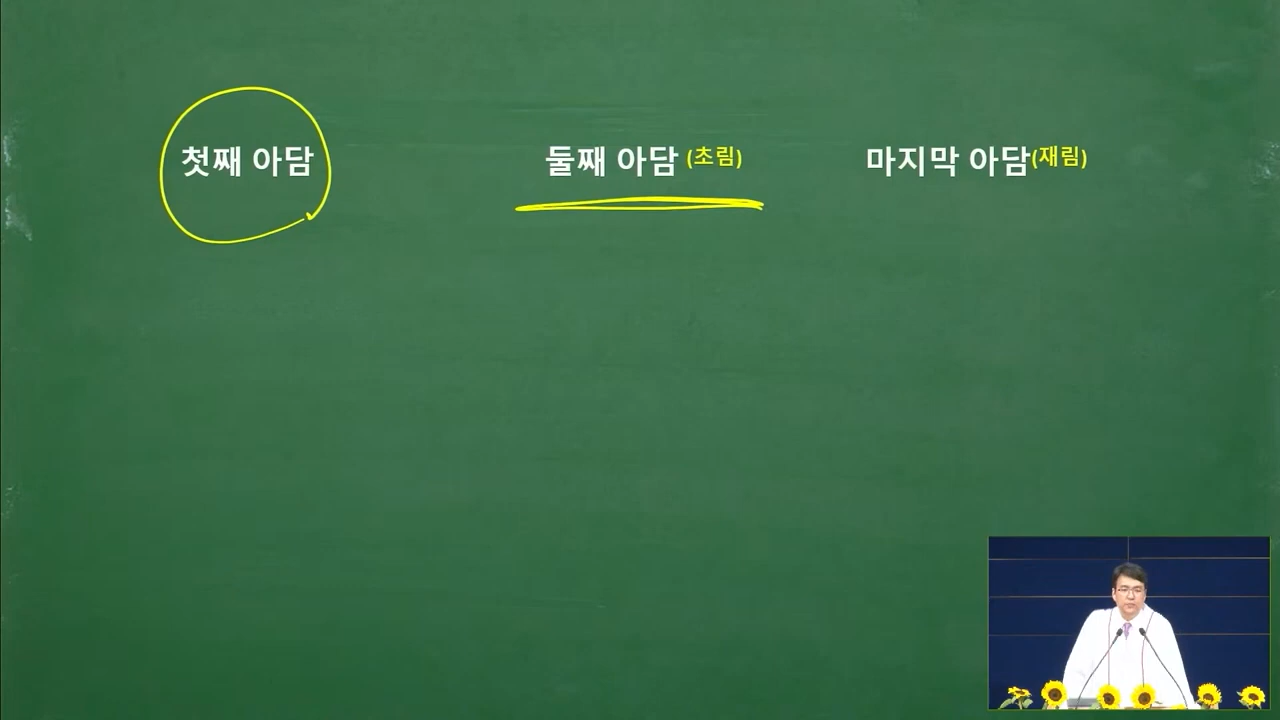 첫째 아담
둘째 아담 (초림)
마지막 아담(재림)